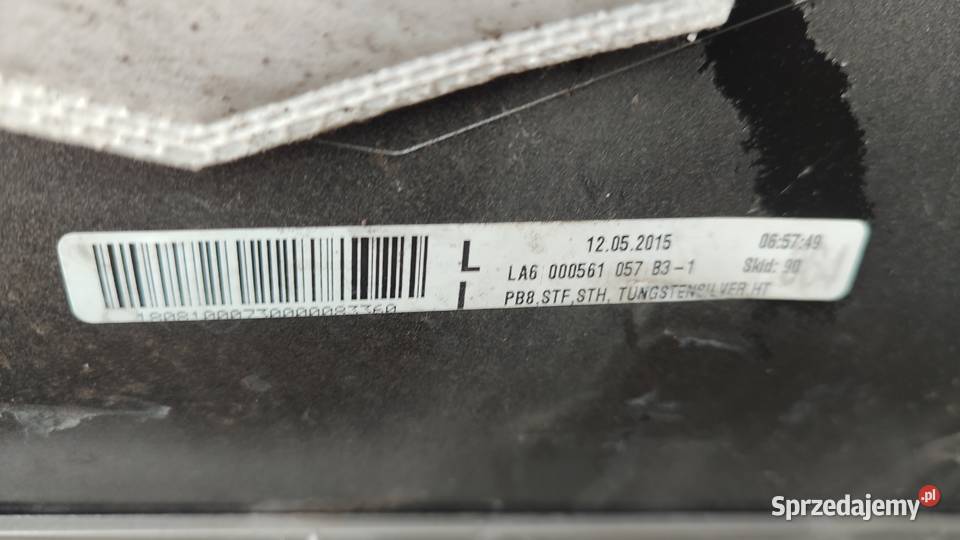 L 12.05.2015 06:57:49
LA6 000561 057 B3-1 Skid: 90
PB8,STF,STH, TUNGSTENSILVER HT
18081000730000083360
Sprzedajemy.pl